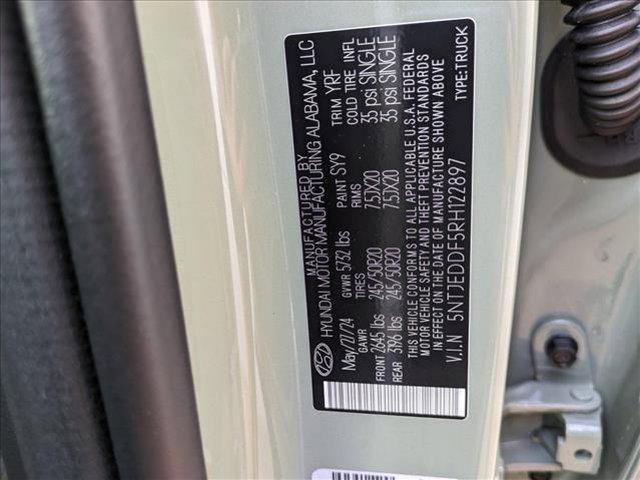 MANUFACTURED BY
HYUNDAI MOTOR MANUFACTURING ALABAMA, LLC
May/07/24 GVWR 5732 lbs PAINT SY9 TRIM YRF
GAWR TIRES RIMS COLD TIRE INFL
FRONT 2645 lbs 245/50R20 7.5JX20 35 psi SINGLE
REAR 3196 lbs 245/50R20 7.5JX20 35 psi SINGLE
THIS VEHICLE CONFORMS TO ALL APPLICABLE U.S.A. FEDERAL
MOTOR VEHICLE SAFETY AND THEFT PREVENTION STANDARDS
IN EFFECT ON THE DATE OF MANUFACTURE SHOWN ABOVE
V.I.N 5NTJEDDF5RH122897 TYPE:TRUCK